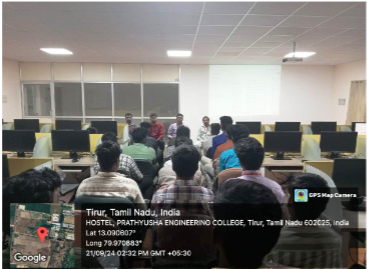 GPS Map Camera
Tirur, Tamil Nadu, India
HOSTEL, PRATHYUSHA ENGINEERING COLLEGE, Tirur, Tamil Nadu 602025, India
Lat 13.090807°
Long 79.970883°
21/09/24 02:32 PM GMT +05:30
Google